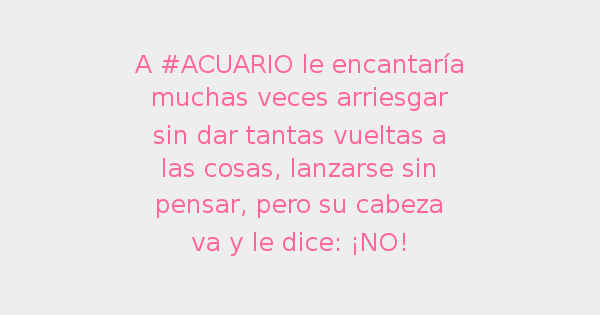 A #ACUARIO le encantaría
muchas veces arriesgar
sin dar tantas vueltas a
las cosas, lanzarse sin
pensar, pero su cabeza
va y le dice: ¡NO!